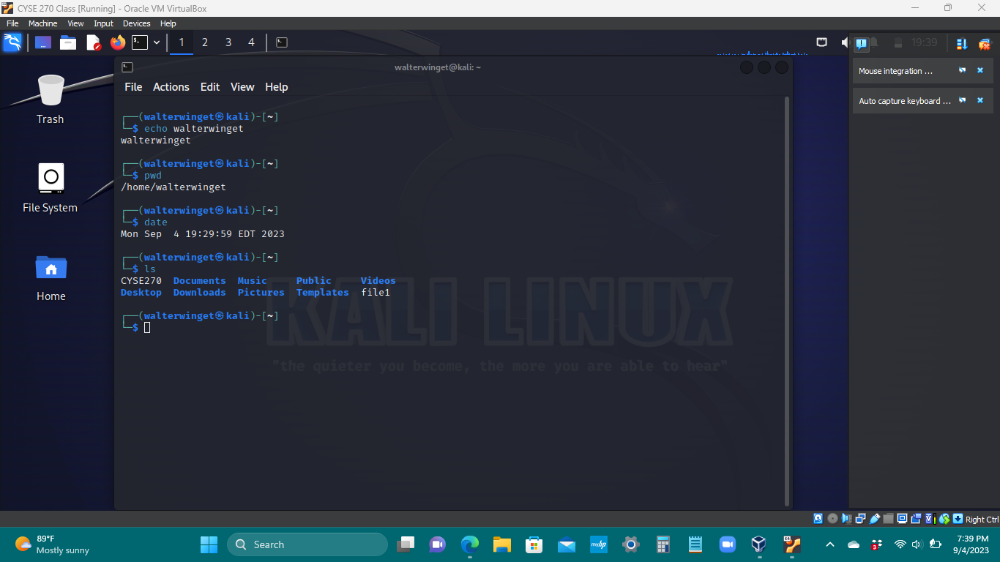 CYSE 270 Class [Running] - Oracle VM VirtualBox
File Machine View Input Devices Help
1 2 3 4 19:39
walterwinget@kali: ~
File Actions Edit View Help
Mouse integration ...
Auto capture keyboard ...
Trash
File System
Home
┌──(walterwinget㉿kali)-[~]
└─$ echo walterwinget
walterwinget
┌──(walterwinget㉿kali)-[~]
└─$ pwd
/home/walterwinget
┌──(walterwinget㉿kali)-[~]
└─$ date
Mon Sep  4 19:29:59 EDT 2023
┌──(walterwinget㉿kali)-[~]
└─$ ls
CYSE270  Documents  Music     Public     Videos
Desktop  Downloads  Pictures  Templates  file1
┌──(walterwinget㉿kali)-[~]
└─$
KALI LINUX
"the quieter you become, the more you are able to hear"
Right Ctrl
89°F
Mostly sunny
Search
myhp
3
7:39 PM
9/4/2023